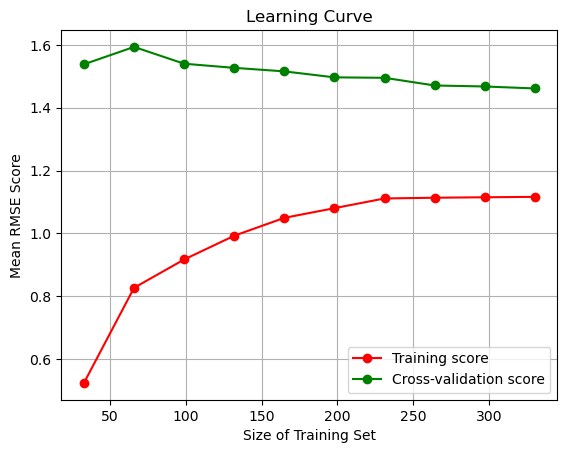 Learning Curve
Mean RMSE Score
1.6
1.4
1.2
1.0
0.8
0.6
50
100
150
200
250
300
Size of Training Set
Training score
Cross-validation score